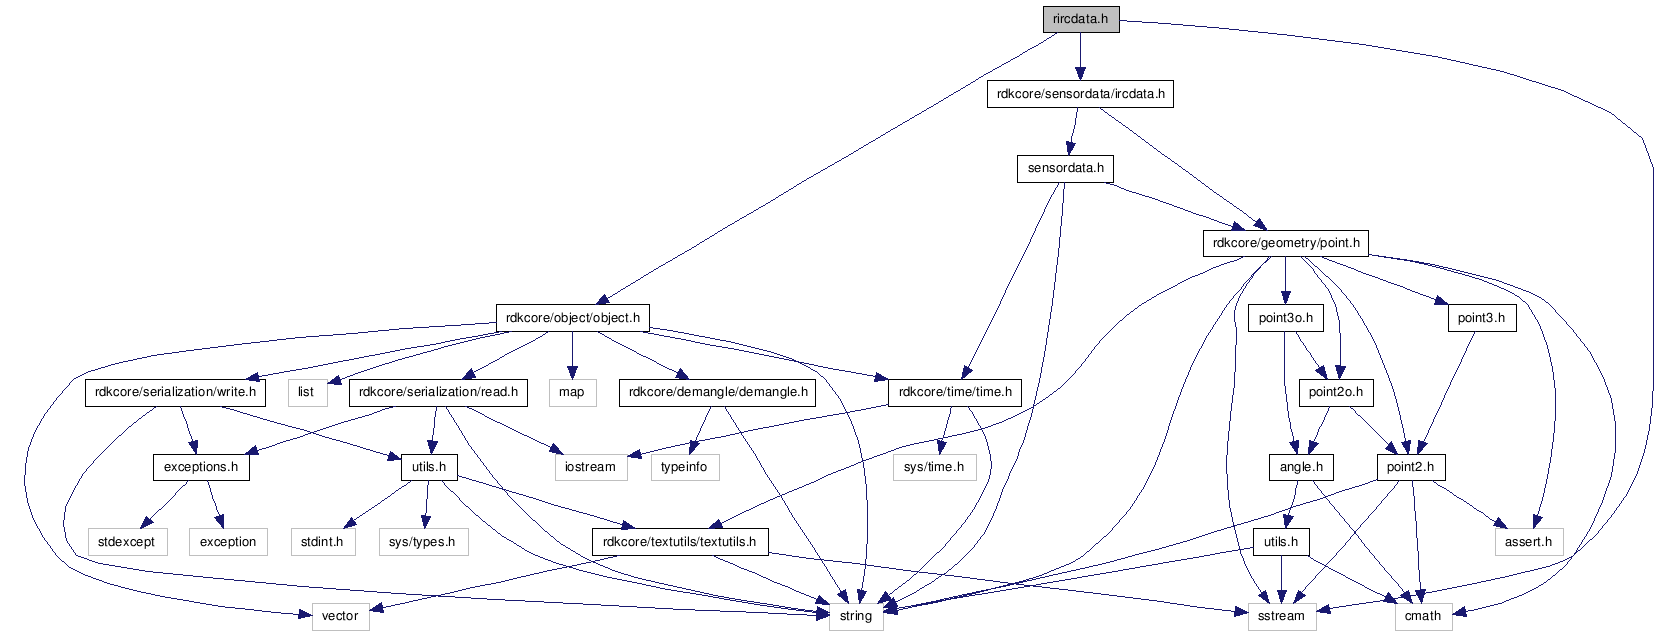 rircdata.h
rdkcore/sensordata/ircdata.h
sensordata.h
rdkcore/geometry/point.h
rdkcore/object/object.h
point3o.h
point3.h
rdkcore/serialization/write.h
list
rdkcore/serialization/read.h
map
rdkcore/demangle/demangle.h
rdkcore/time/time.h
point2o.h
exceptions.h
utils.h
iostream
typeinfo
sys/time.h
angle.h
point2.h
stdexcept
exception
stdint.h
sys/types.h
rdkcore/textutils/textutils.h
utils.h
assert.h
vector
string
sstream
cmath